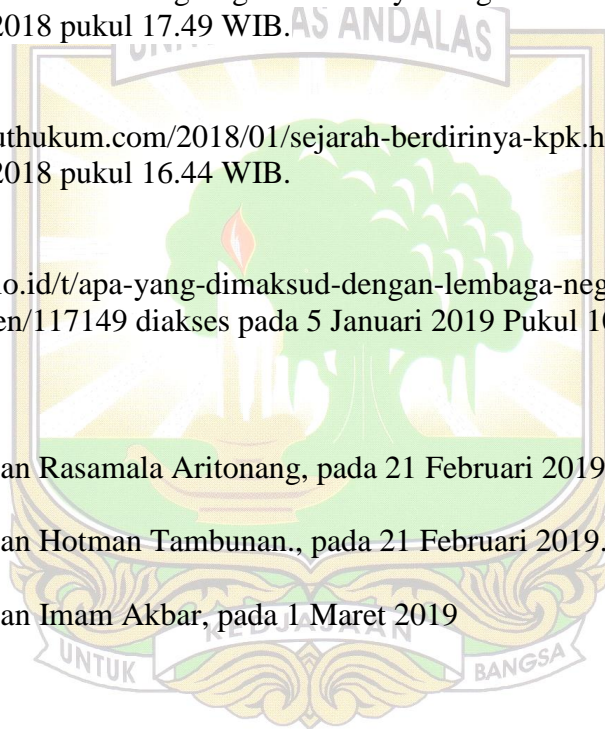 2018 pukul 17.49 WIB.
UNIVERSITAS ANDALAS
uthukum.com/2018/01/sejarah-berdirinya-kpk.h
2018 pukul 16.44 WIB.
o.id/t/apa-yang-dimaksud-dengan-lembaga-neg
en/117149 diakses pada 5 Januari 2019 Pukul 10
an Rasamala Aritonang, pada 21 Februari 2019
an Hotman Tambunan., pada 21 Februari 2019.
an Imam Akbar, pada 1 Maret 2019
KEDJAJAAN
UNTUK
BANGSA